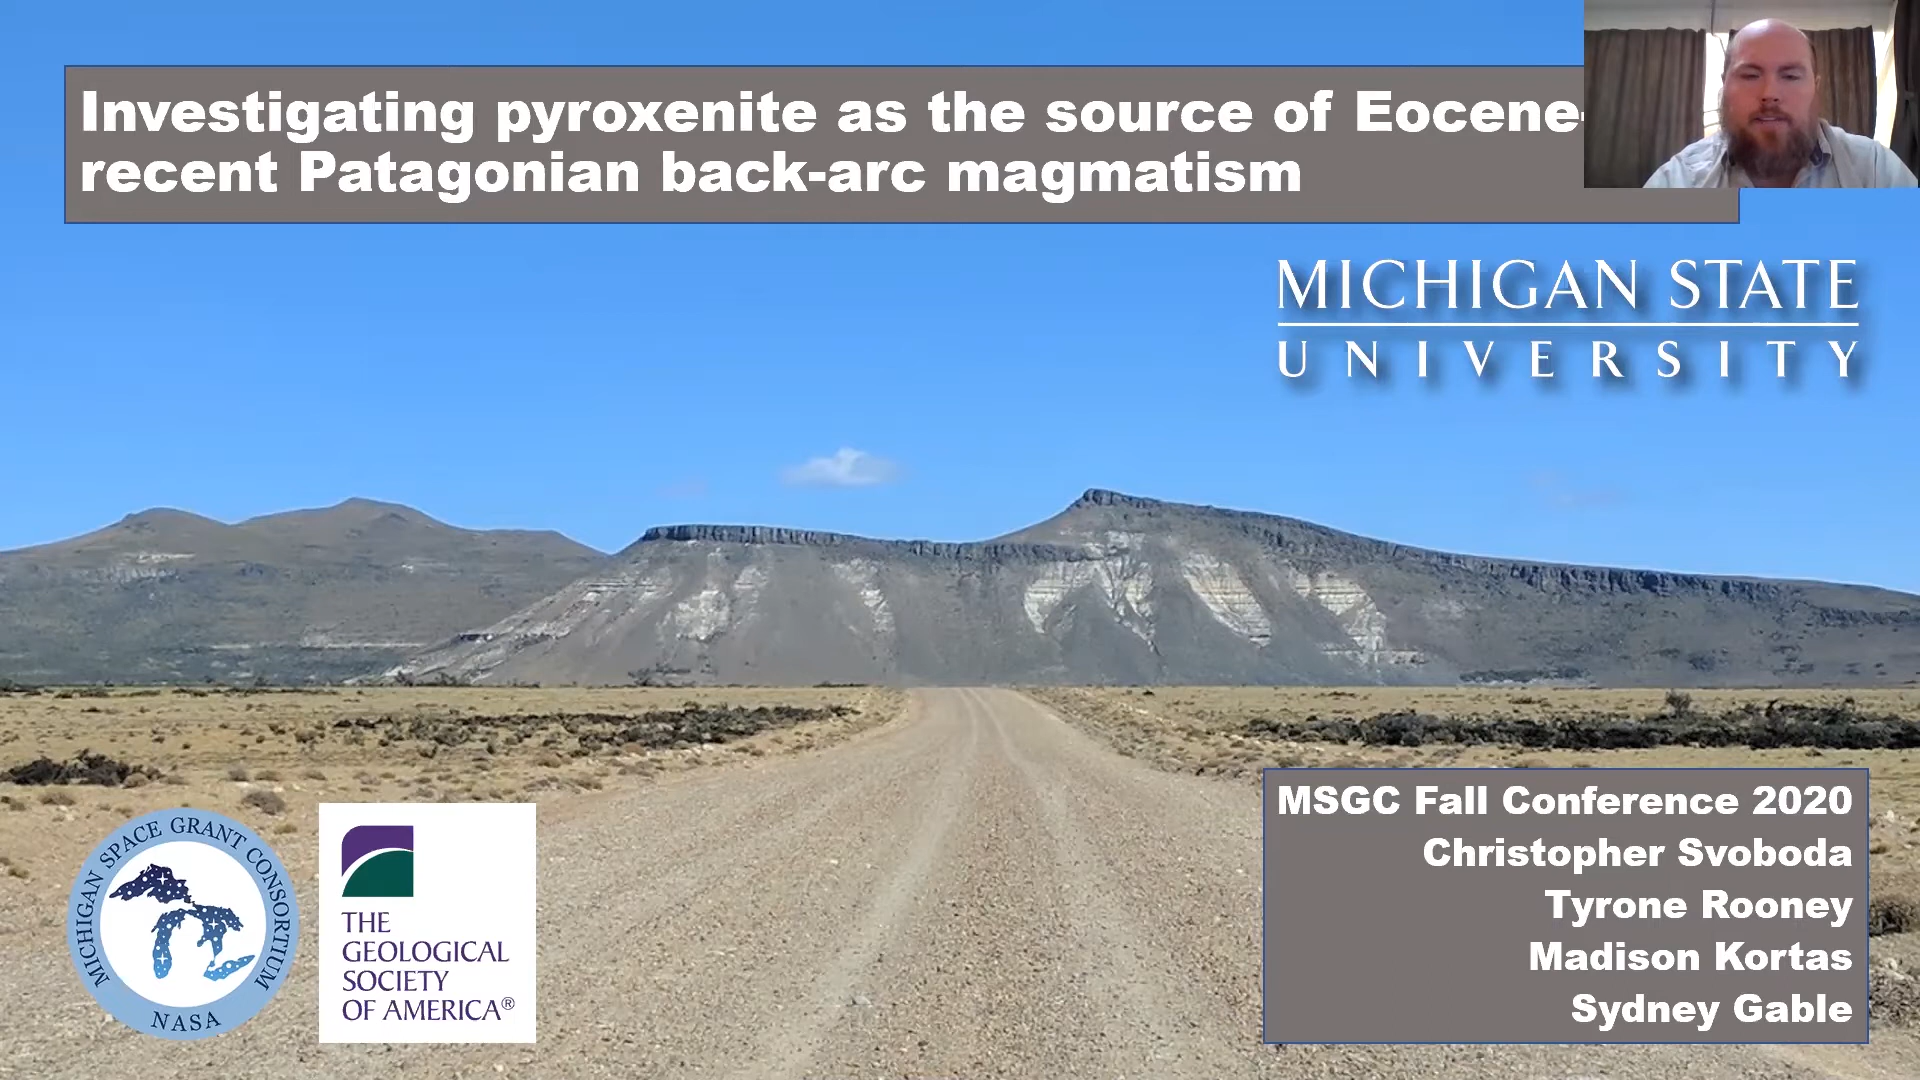 Investigating pyroxenite as the source of Eocene-
recent Patagonian back-arc magmatism
MICHIGAN STATE
UNIVERSITY
MSGC Fall Conference 2020
Christopher Svoboda
Tyrone Rooney
Madison Kortas
Sydney Gable
MICHIGAN SPACE GRANT CONSORTIUM
NASA
THE
GEOLOGICAL
SOCIETY
OF AMERICA®